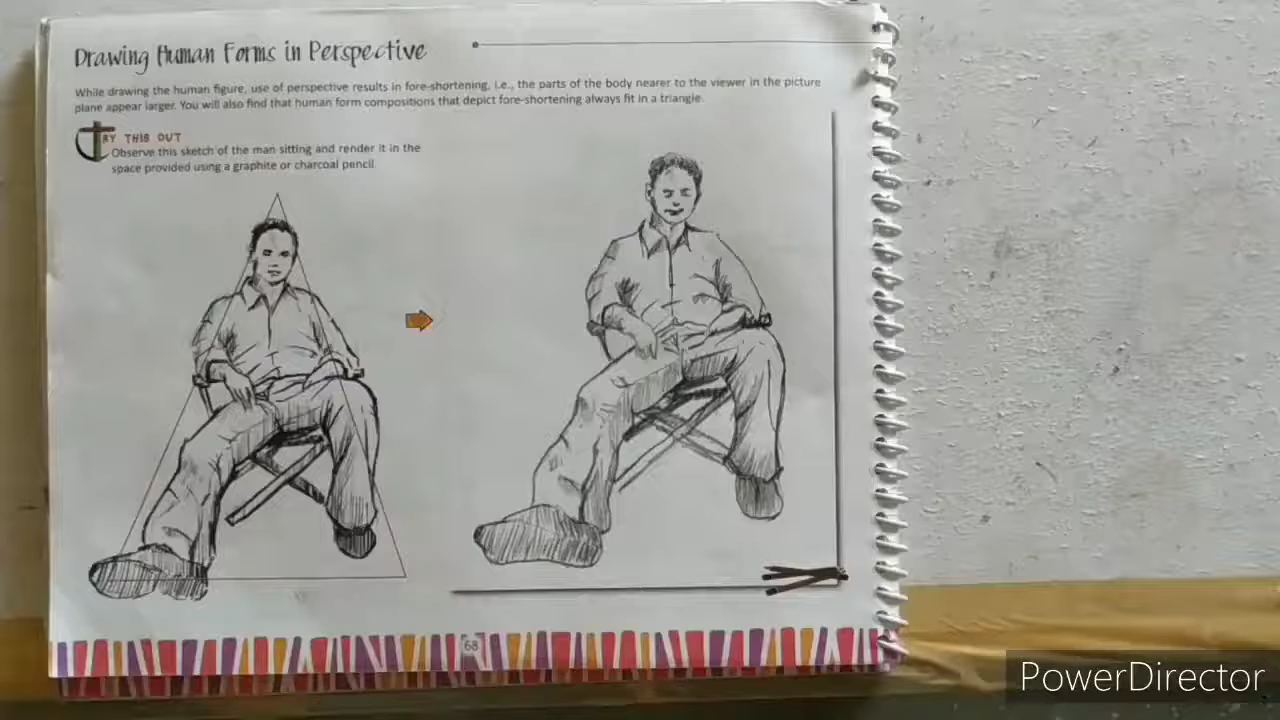 Drawing Human Forms in Perspective
While drawing the human figure, use of perspective results in fore-shortening, i.e., the parts of the body nearer to the viewer in the picture
plane appear larger. You will also find that human form compositions that depict fore-shortening always fit in a triangle.
TRY THIS OUT
Observe this sketch of the man sitting and render it in the
space provided using a graphite or charcoal pencil.
68
PowerDirector